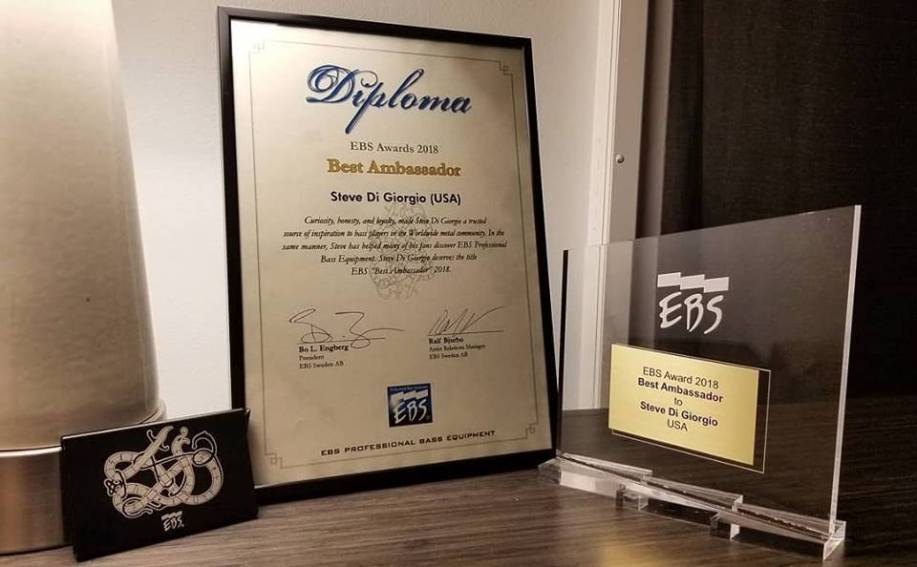 Diploma
EBS Awards 2018
Best Ambassador
Steve Di Giorgio (USA)
Curiosity, honesty, and loyalty, made Steve Di Giorgio a trusted
source of inspiration to bass players in the Worldwide metal community. In the
same manner, Steve has helped many of his fans discover EBS Professional
Bass Equipment. Steve Di Giorgio deserves the title
EBS "Best Ambassador" 2018.
Bo L. Engberg
President
EBS Sweden AB
Ralf Bjurbo
Artist Relations Manager
EBS Sweden AB
EBS
EBS PROFESSIONAL BASS EQUIPMENT
EBS
EBS
EBS Award 2018
Best Ambassador
to
Steve Di Giorgio
USA